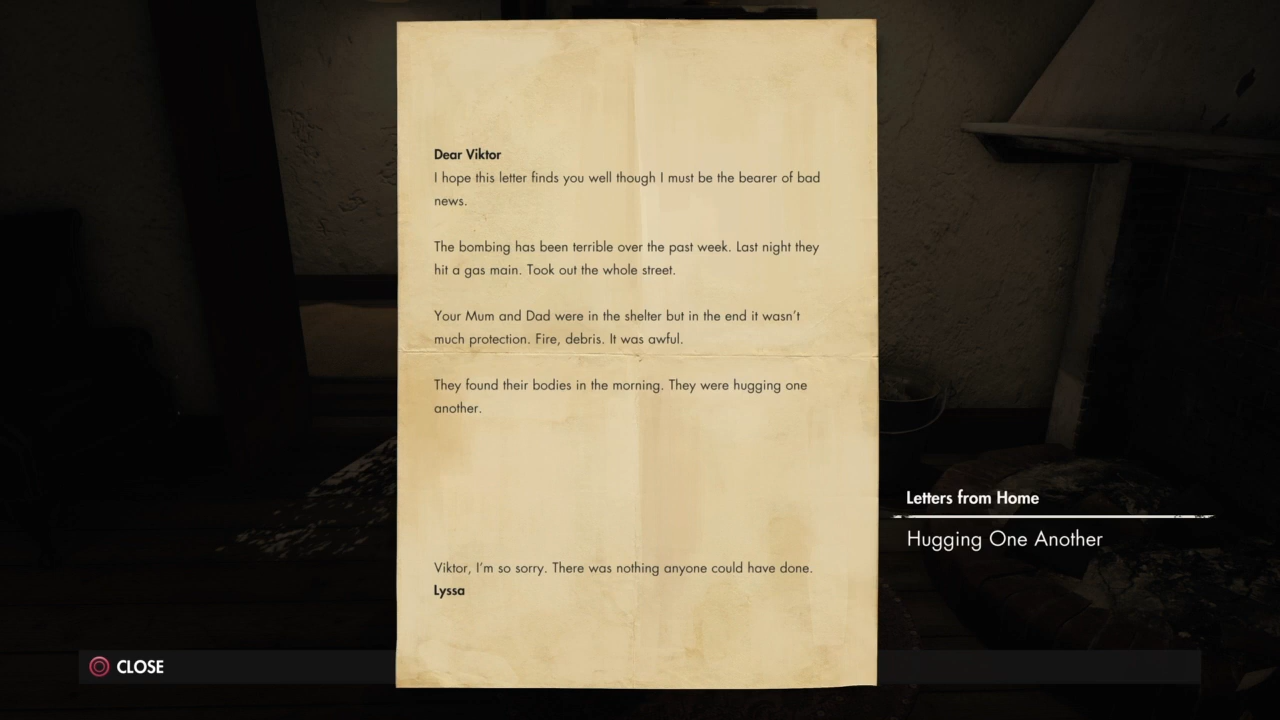 Dear Viktor
I hope this letter finds you well though I must be the bearer of bad
news.
The bombing has been terrible over the past week. Last night they
hit a gas main. Took out the whole street.
Your Mum and Dad were in the shelter but in the end it wasn't
much protection. Fire, debris. It was awful.
They found their bodies in the morning. They were hugging one
another.
Viktor, I'm so sorry. There was nothing anyone could have done.
Lyssa
Letters from Home
Hugging One Another
CLOSE